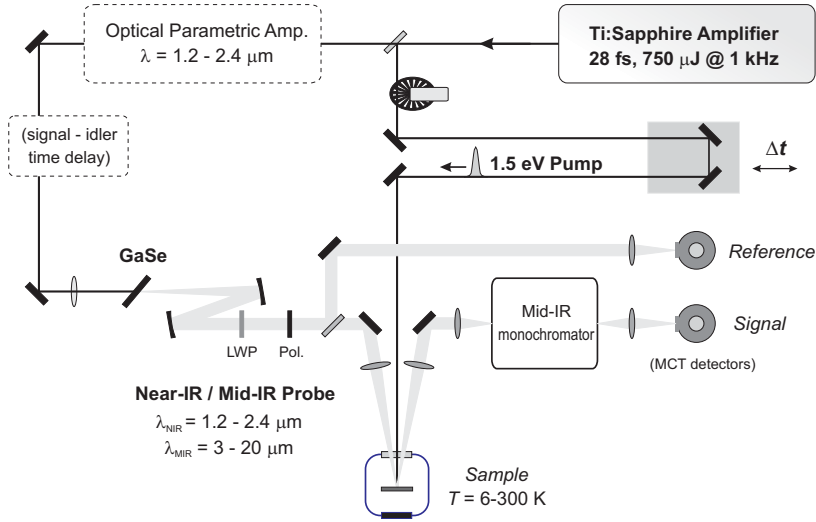 Optical Parametric Amp.
λ = 1.2 - 2.4 μm
Ti:Sapphire Amplifier
28 fs, 750 μJ @ 1 kHz
(signal - idler
time delay)
1.5 eV Pump
Δt
GaSe
Reference
LWP
Pol.
Mid-IR
monochromator
Signal
(MCT detectors)
Near-IR / Mid-IR Probe
λNIR = 1.2 - 2.4 μm
λMIR = 3 - 20 μm
Sample
T = 6-300 K